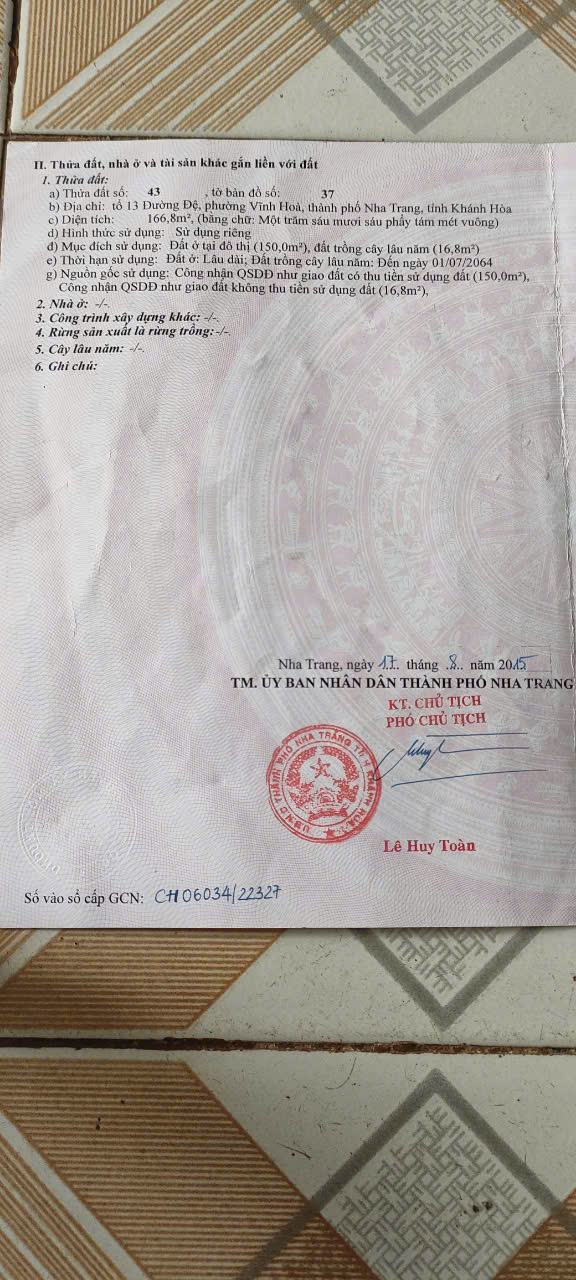 II. Thửa đất, nhà ở và tài sản khác gắn liền với đất
1. Thửa đất:
a) Thửa đất số: 43 , tờ bản đồ số: 37
b) Địa chỉ: tổ 13 Đường Đệ, phường Vĩnh Hoà, thành phố Nha Trang, tỉnh Khánh Hòa
c) Diện tích: 166,8m², (bằng chữ: Một trăm sáu mươi sáu phẩy tám mét vuông)
d) Hình thức sử dụng: Sử dụng riêng
đ) Mục đích sử dụng: Đất ở tại đô thị (150,0m²), đất trồng cây lâu năm (16,8m²)
e) Thời hạn sử dụng: Đất ở: Lâu dài; Đất trồng cây lâu năm: Đến ngày 01/07/2064
g) Nguồn gốc sử dụng: Công nhận QSDĐ như giao đất có thu tiền sử dụng đất (150,0m²),
Công nhận QSDĐ như giao đất không thu tiền sử dụng đất (16,8m²),
2. Nhà ở: -/-.
3. Công trình xây dựng khác: -/-.
4. Rừng sản xuất là rừng trồng: -/-.
5. Cây lâu năm: -/-.
6. Ghi chú:
Nha Trang, ngày 17 tháng 8 năm 2015
TM. ỦY BAN NHÂN DÂN THÀNH PHỐ NHA TRANG
KT. CHỦ TỊCH
PHÓ CHỦ TỊCH
U.B.N.D THÀNH PHỐ NHA TRANG T. KHÁNH HÒA
Lê Huy Toàn
Số vào sổ cấp GCN: CH06034/22327